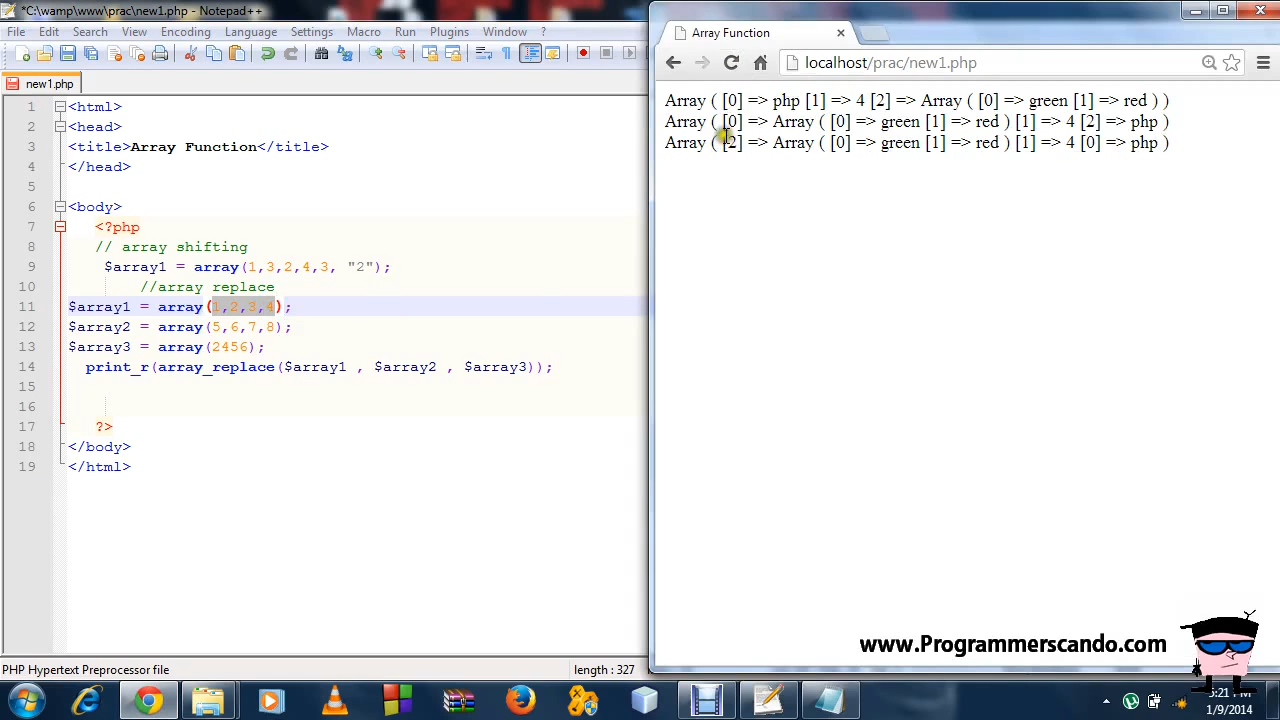 *C:\wamp\www\prac\new1.php - Notepad++
File Edit Search View Encoding Language Settings Macro Run Plugins Window ?
new1.php
1 <html>
2 <head>
3 <title>Array Function</title>
4 </head>
5
6 <body>
7 <?php
8 // array shifting
9 $array1 = array(1,3,2,4,3, "2");
10 //array replace
11 $array1 = array(1,2,3,4);
12 $array2 = array(5,6,7,8);
13 $array3 = array(2456);
14 print_r(array_replace($array1 , $array2 , $array3));
15
16
17 ?>
18 </body>
19 </html>
PHP Hypertext Preprocessor file length : 327
Array Function
localhost/prac/new1.php
Array ( [0] => php [1] => 4 [2] => Array ( [0] => green [1] => red ) )
Array ( [0] => Array ( [0] => green [1] => red ) [1] => 4 [2] => php )
Array ( [2] => Array ( [0] => green [1] => red ) [1] => 4 [0] => php )
www.Programmerscando.com
5:21 PM
1/9/2014